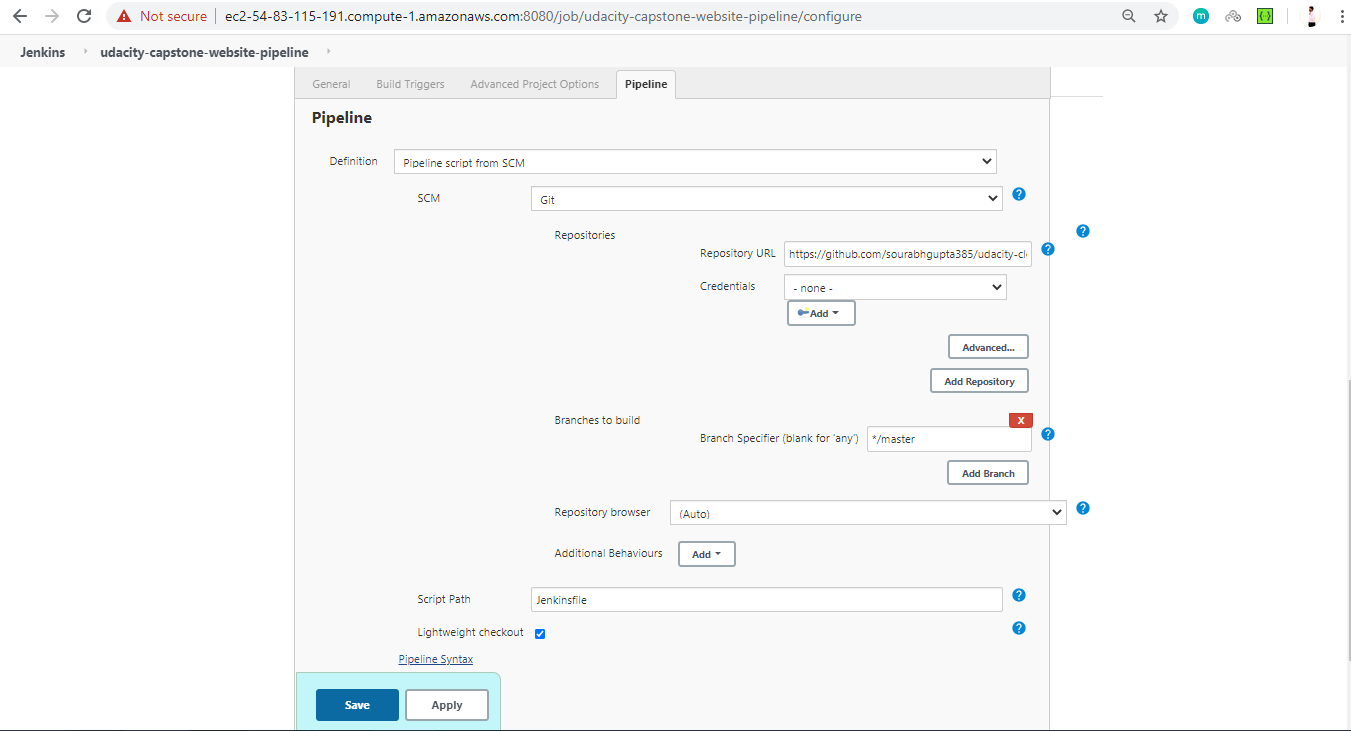 Not secure | ec2-54-83-115-191.compute-1.amazonaws.com:8080/job/udacity-capstone-website-pipeline/configure
m
Jenkins udacity-capstone-website-pipeline
General Build Triggers Advanced Project Options Pipeline
Pipeline
Definition Pipeline script from SCM
SCM Git ?
Repositories ?
Repository URL https://github.com/sourabhgupta385/udacity-cl ?
Credentials - none -
Add
Advanced...
Add Repository
Branches to build X
Branch Specifier (blank for 'any') */master ?
Add Branch
Repository browser (Auto) ?
Additional Behaviours Add
Script Path Jenkinsfile ?
Lightweight checkout ?
Pipeline Syntax
Save Apply